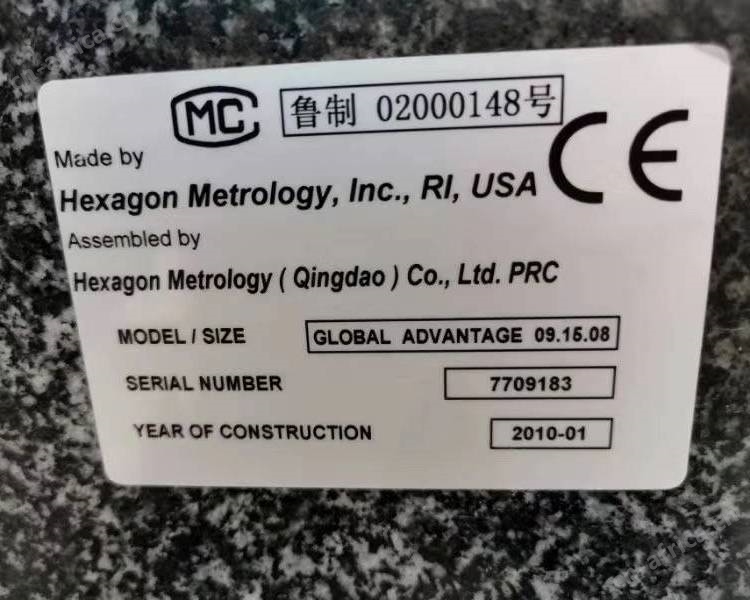 MC 鲁制 02000148号
CE
Made by
Hexagon Metrology, Inc., RI, USA
Assembled by
Hexagon Metrology ( Qingdao ) Co., Ltd. PRC
MODEL / SIZE GLOBAL ADVANTAGE 09.15.08
SERIAL NUMBER 7709183
YEAR OF CONSTRUCTION 2010-01